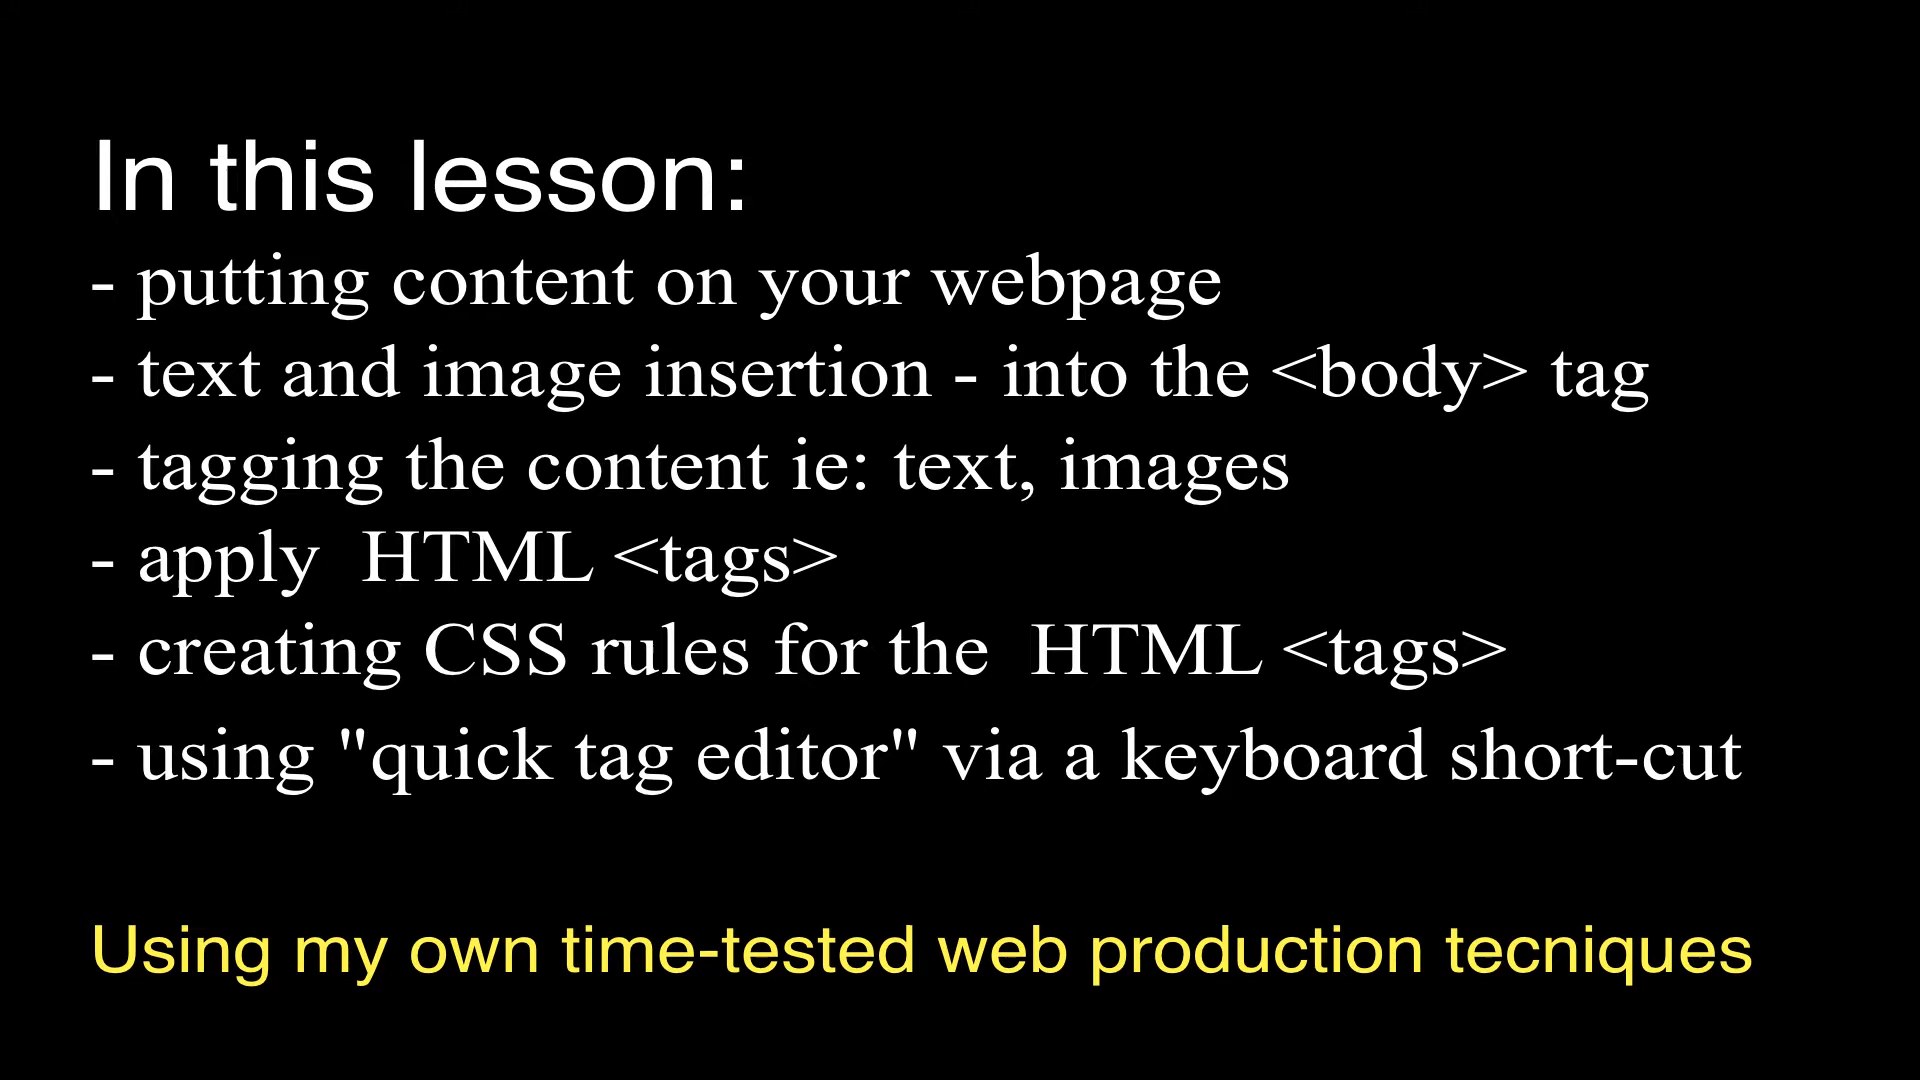 In this lesson:
- putting content on your webpage
- text and image insertion - into the <body> tag
- tagging the content ie: text, images
- apply  HTML <tags>
- creating CSS rules for the  HTML <tags>
- using "quick tag editor" via a keyboard short-cut
Using my own time-tested web production tecniques